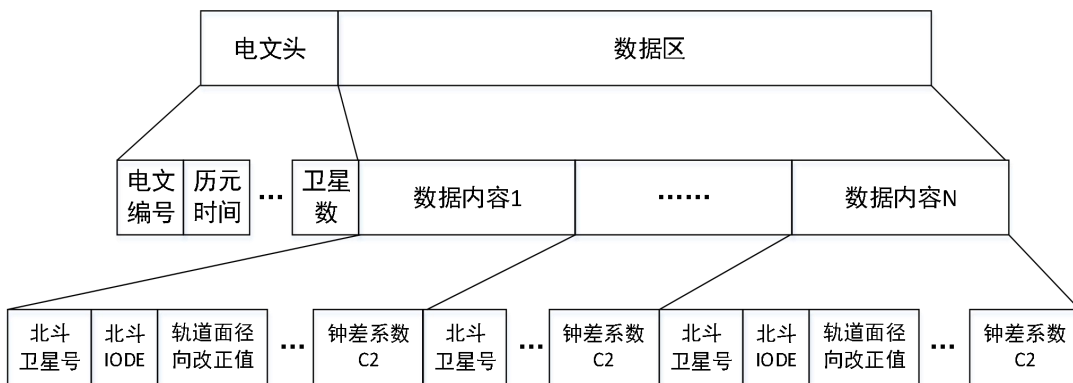 电文头 数据区
电文 历元 ... 卫星 数据内容1 ...... 数据内容N
编号 时间 数
北斗 北斗 轨道面径 ... 钟差系数 北斗 ... 钟差系数 北斗 北斗 轨道面径 ... 钟差系数
卫星号 IODE 向改正值 C2 卫星号 C2 卫星号 IODE 向改正值 C2